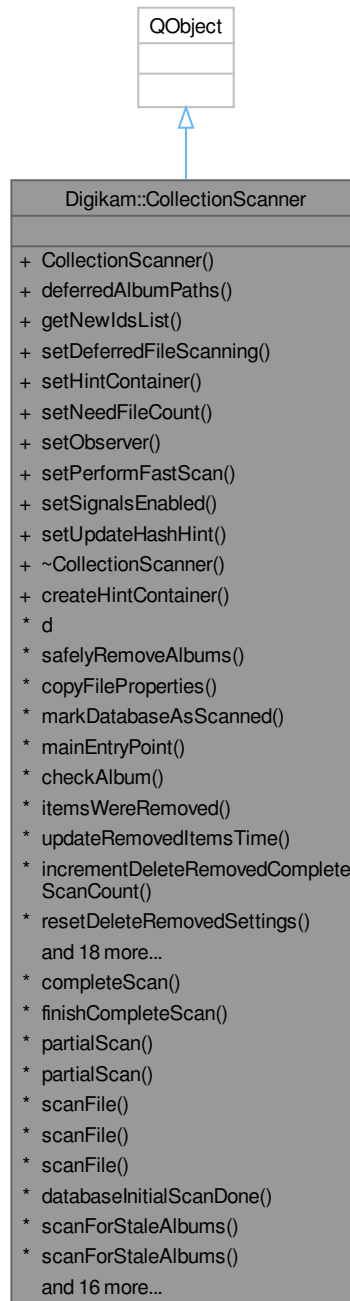 QObject
Digikam::CollectionScanner
+ CollectionScanner()
+ deferredAlbumPaths()
+ getNewIdsList()
+ setDeferredFileScanning()
+ setHintContainer()
+ setNeedFileCount()
+ setObserver()
+ setPerformFastScan()
+ setSignalsEnabled()
+ setUpdateHashHint()
+ ~CollectionScanner()
+ createHintContainer()
* d
* safelyRemoveAlbums()
* copyFileProperties()
* markDatabaseAsScanned()
* mainEntryPoint()
* checkAlbum()
* itemsWereRemoved()
* updateRemovedItemsTime()
* incrementDeleteRemovedComplete
ScanCount()
* resetDeleteRemovedSettings()
and 18 more...
* completeScan()
* finishCompleteScan()
* partialScan()
* partialScan()
* scanFile()
* scanFile()
* scanFile()
* databaseInitialScanDone()
* scanForStaleAlbums()
* scanForStaleAlbums()
and 16 more...